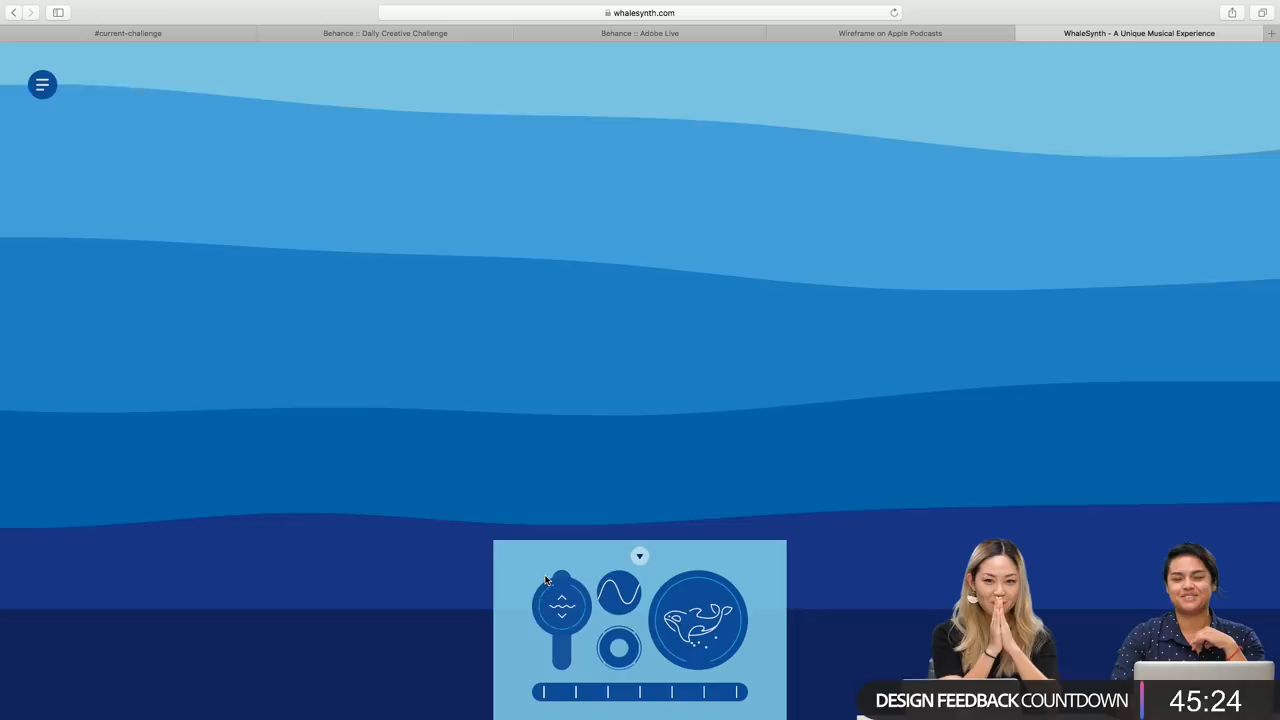 whalesynth.com
#current-challenge
Behance :: Daily Creative Challenge
Behance :: Adobe Live
Wireframe on Apple Podcasts
WhaleSynth - A Unique Musical Experience
DESIGN FEEDBACK COUNTDOWN
45:24